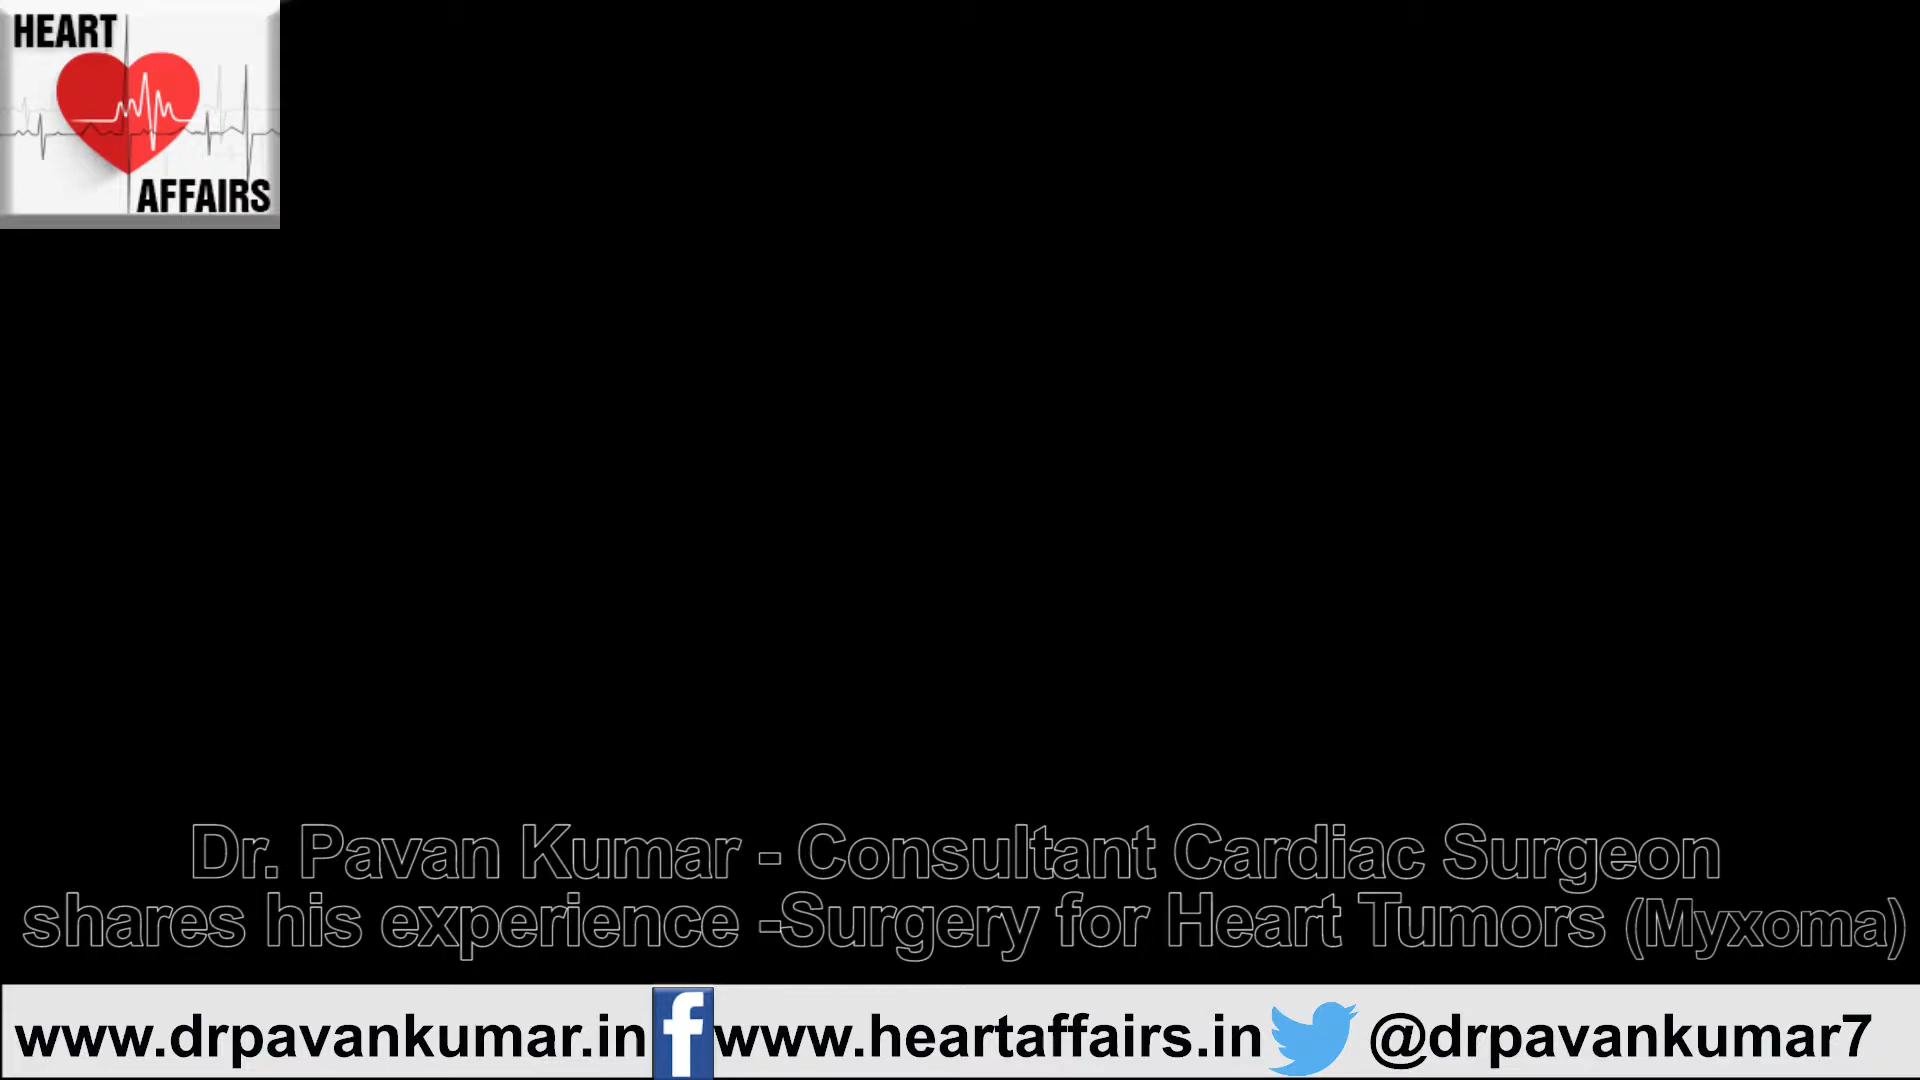 HEART
AFFAIRS
Dr. Pavan Kumar - Consultant Cardiac Surgeon
shares his experience -Surgery for Heart Tumors (Myxoma)
www.drpavankumar.in f www.heartaffairs.in @drpavankumar7